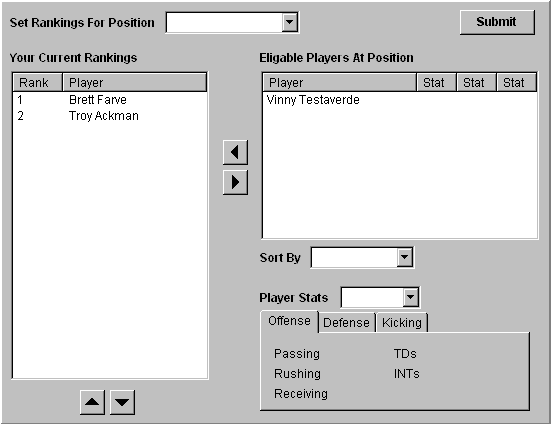 Set Rankings For Position
Submit
Your Current Rankings
Rank Player
1 Brett Farve
2 Troy Ackman
Eligable Players At Position
Player Stat Stat Stat
Vinny Testaverde
Sort By
Player Stats
Offense Defense Kicking
Passing TDs
Rushing INTs
Receiving